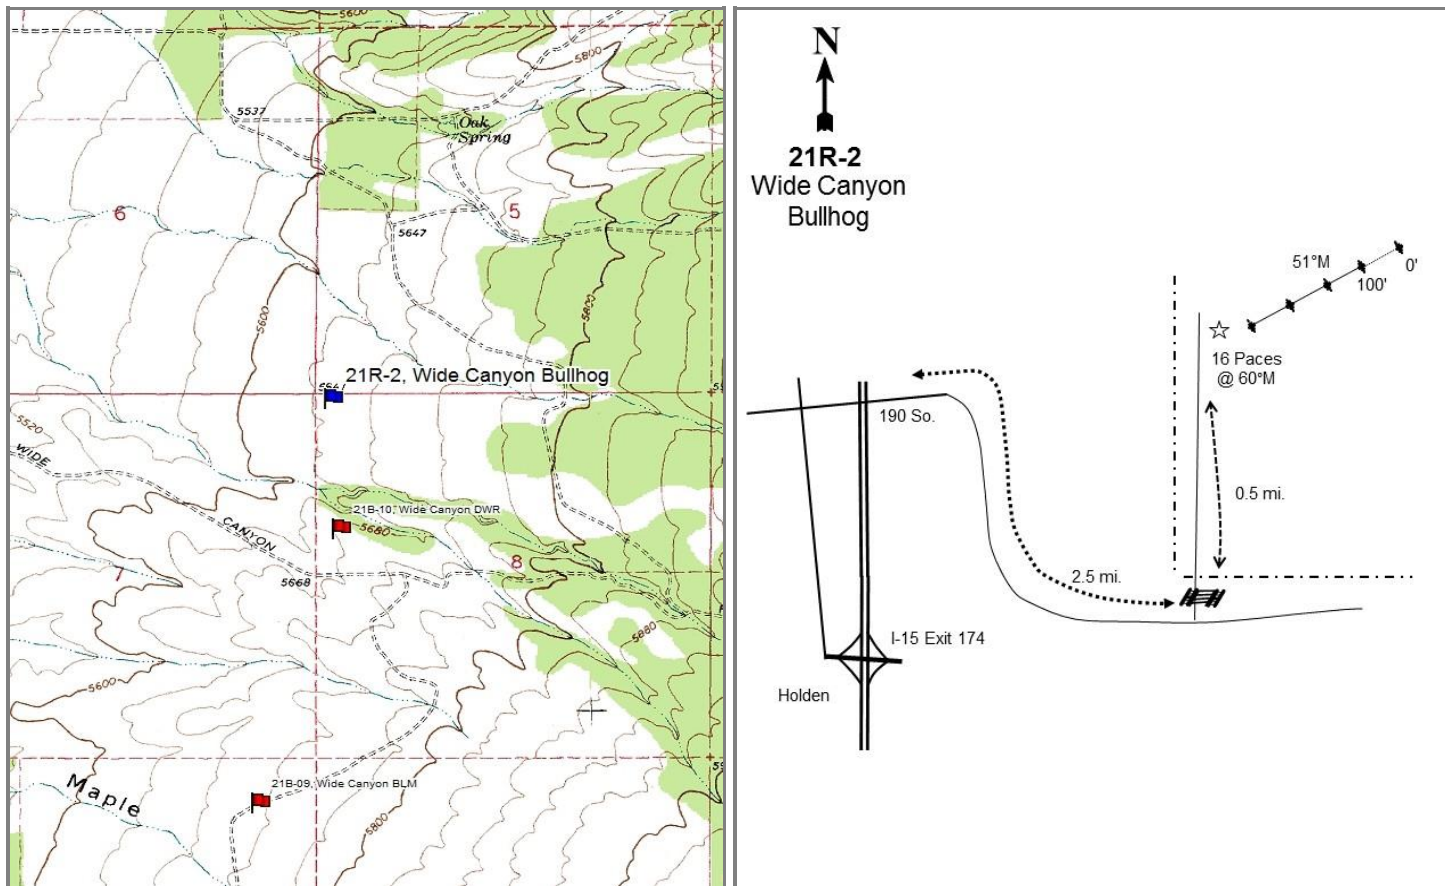 5600
5800
5537
Oak
Spring
6
5
5647
5600
5800
21R-2, Wide Canyon Bullhog
5520
WIDE
21B-10, Wide Canyon DWR
5680
CANYON
8
7
5668
5880
5600
21B-09, Wide Canyon BLM
Maple
5800
N
21R-2
Wide Canyon
Bullhog
51°M
0'
100'
16 Paces
@ 60°M
190 So.
0.5 mi.
2.5 mi.
I-15 Exit 174
Holden